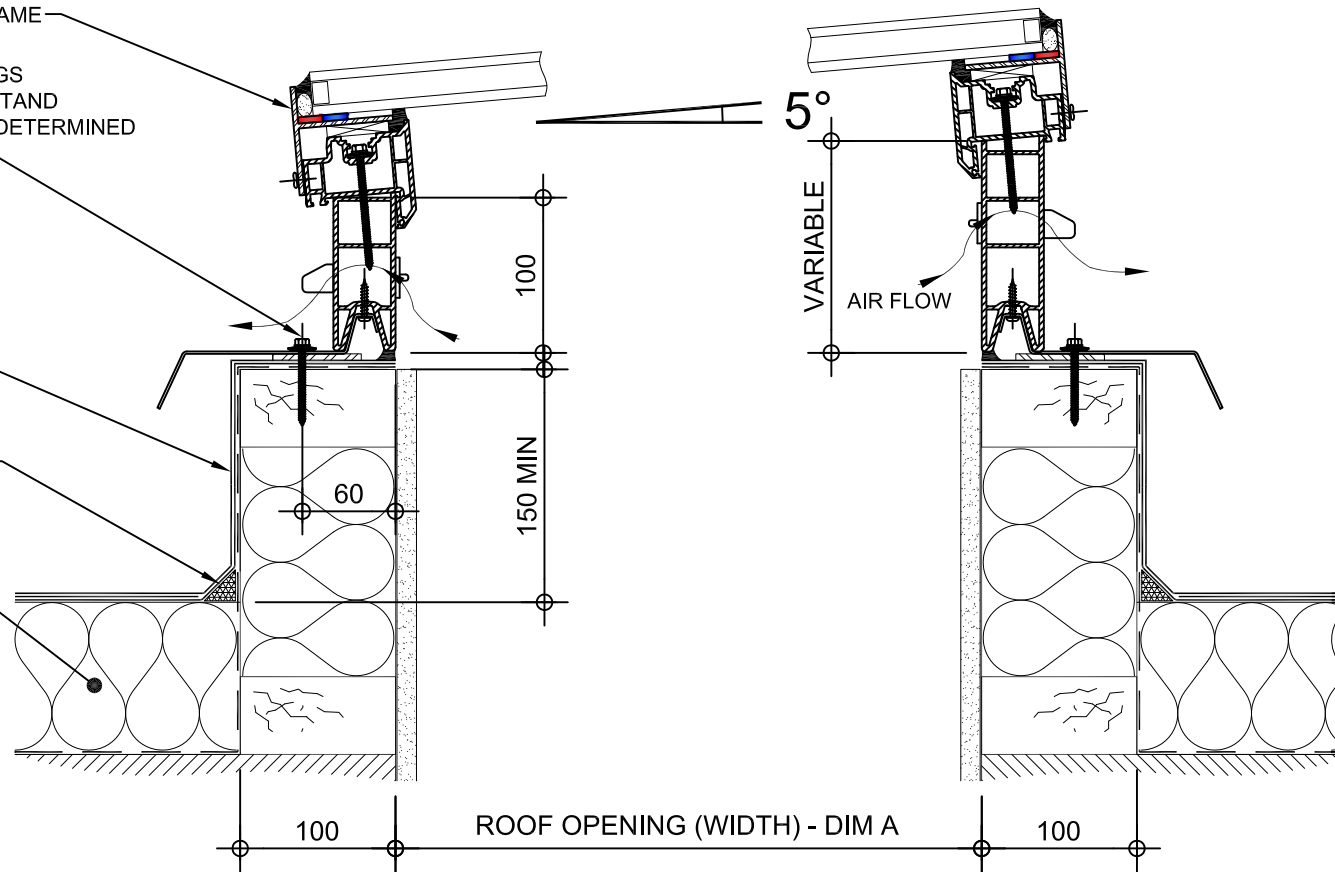 AME
GS
TAND
DETERMINED
5°
VARIABLE
100
AIR FLOW
150 MIN
60
100
ROOF OPENING (WIDTH) - DIM A
100